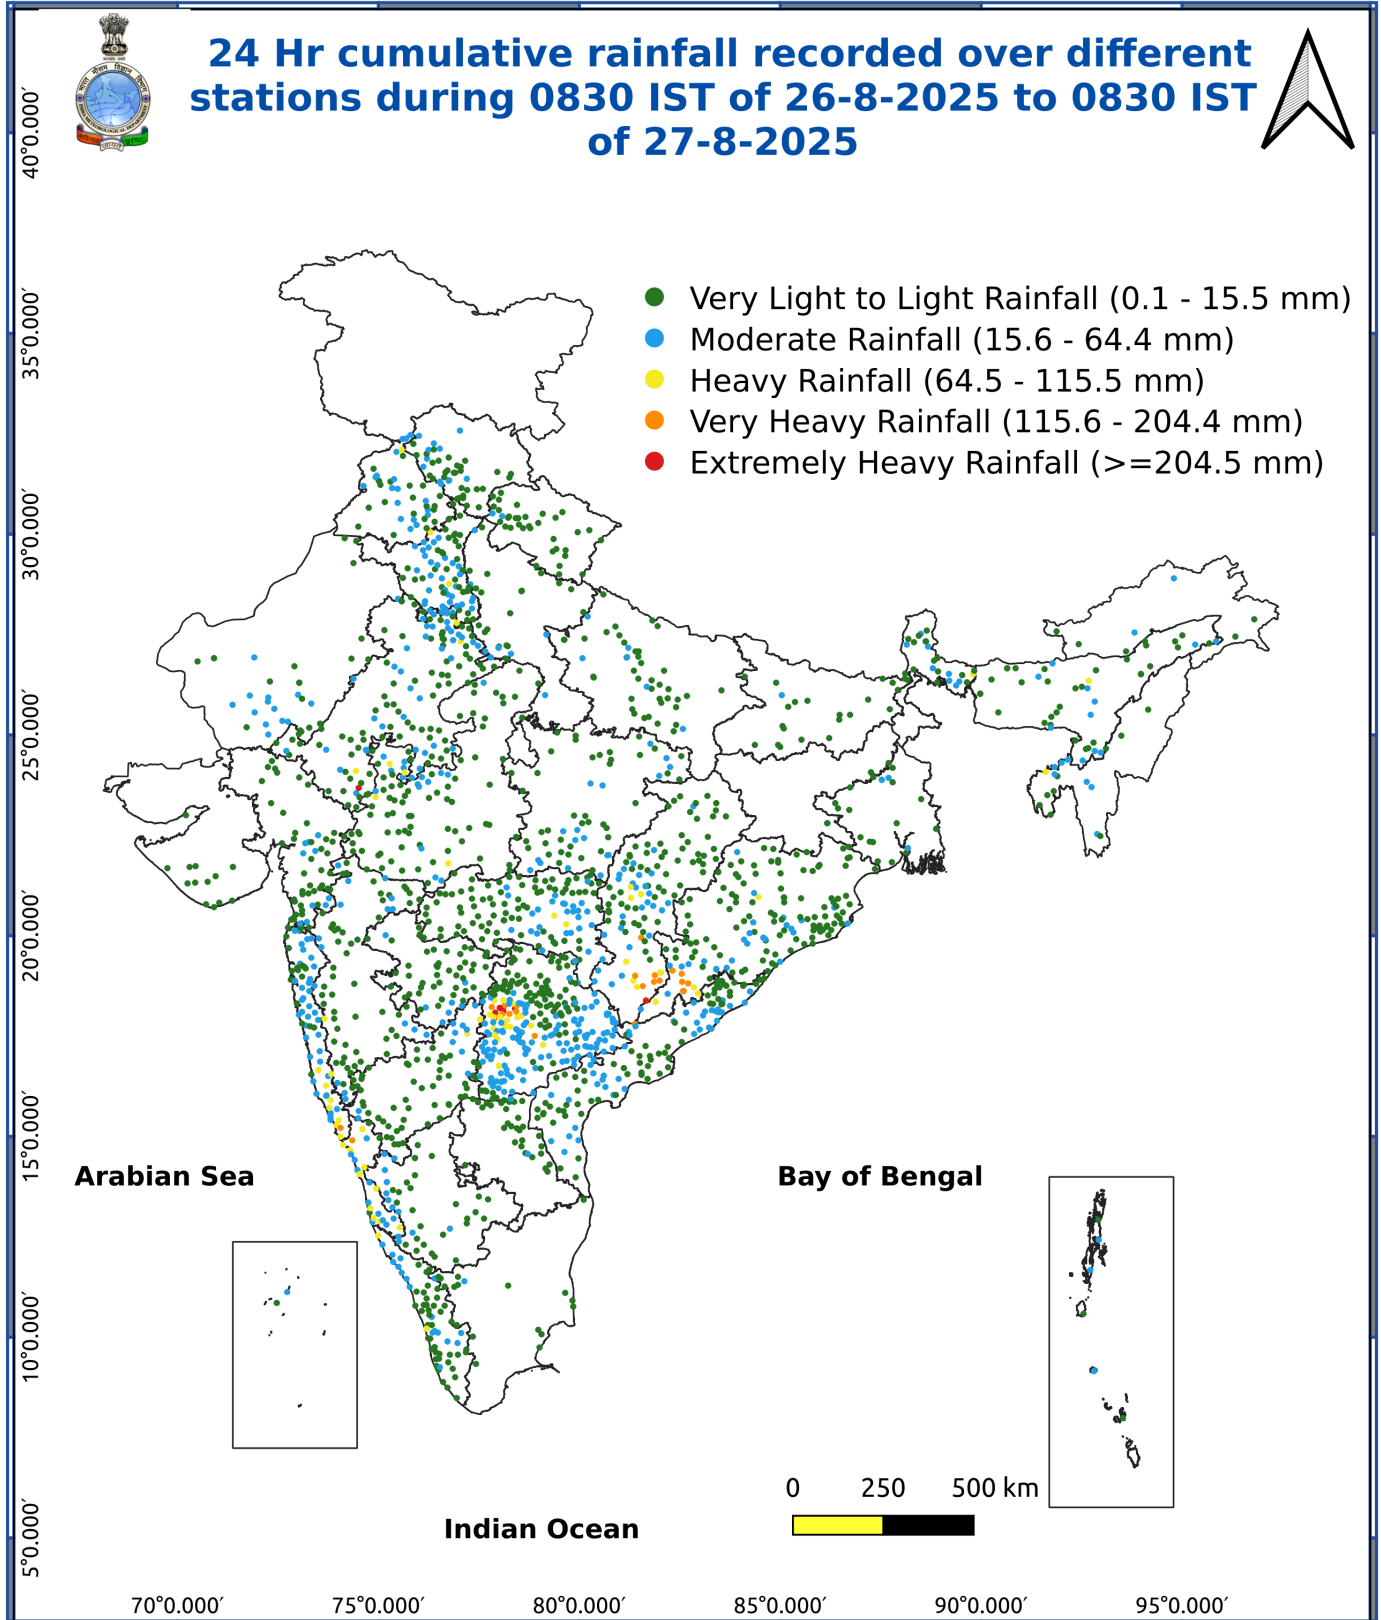 24 Hr cumulative rainfall recorded over different
stations during 0830 IST of 26-8-2025 to 0830 IST
of 27-8-2025
Very Light to Light Rainfall (0.1 - 15.5 mm)
Moderate Rainfall (15.6 - 64.4 mm)
Heavy Rainfall (64.5 - 115.5 mm)
Very Heavy Rainfall (115.6 - 204.4 mm)
Extremely Heavy Rainfall (>=204.5 mm)
40°0.000′
35°0.000′
30°0.000′
25°0.000′
20°0.000′
15°0.000′
10°0.000′
5°0.000′
Arabian Sea
Bay of Bengal
Indian Ocean
0 250 500 km
70°0.000′ 75°0.000′ 80°0.000′ 85°0.000′ 90°0.000′ 95°0.000′